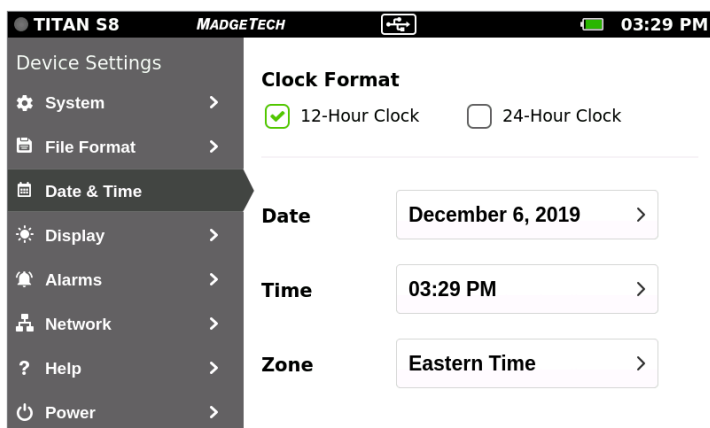 TITAN S8 MADGETECH 03:29 PM
Device Settings
System
File Format
Date & Time
Display
Alarms
Network
? Help
Power
Clock Format
12-Hour Clock 24-Hour Clock
Date December 6, 2019
Time 03:29 PM
Zone Eastern Time